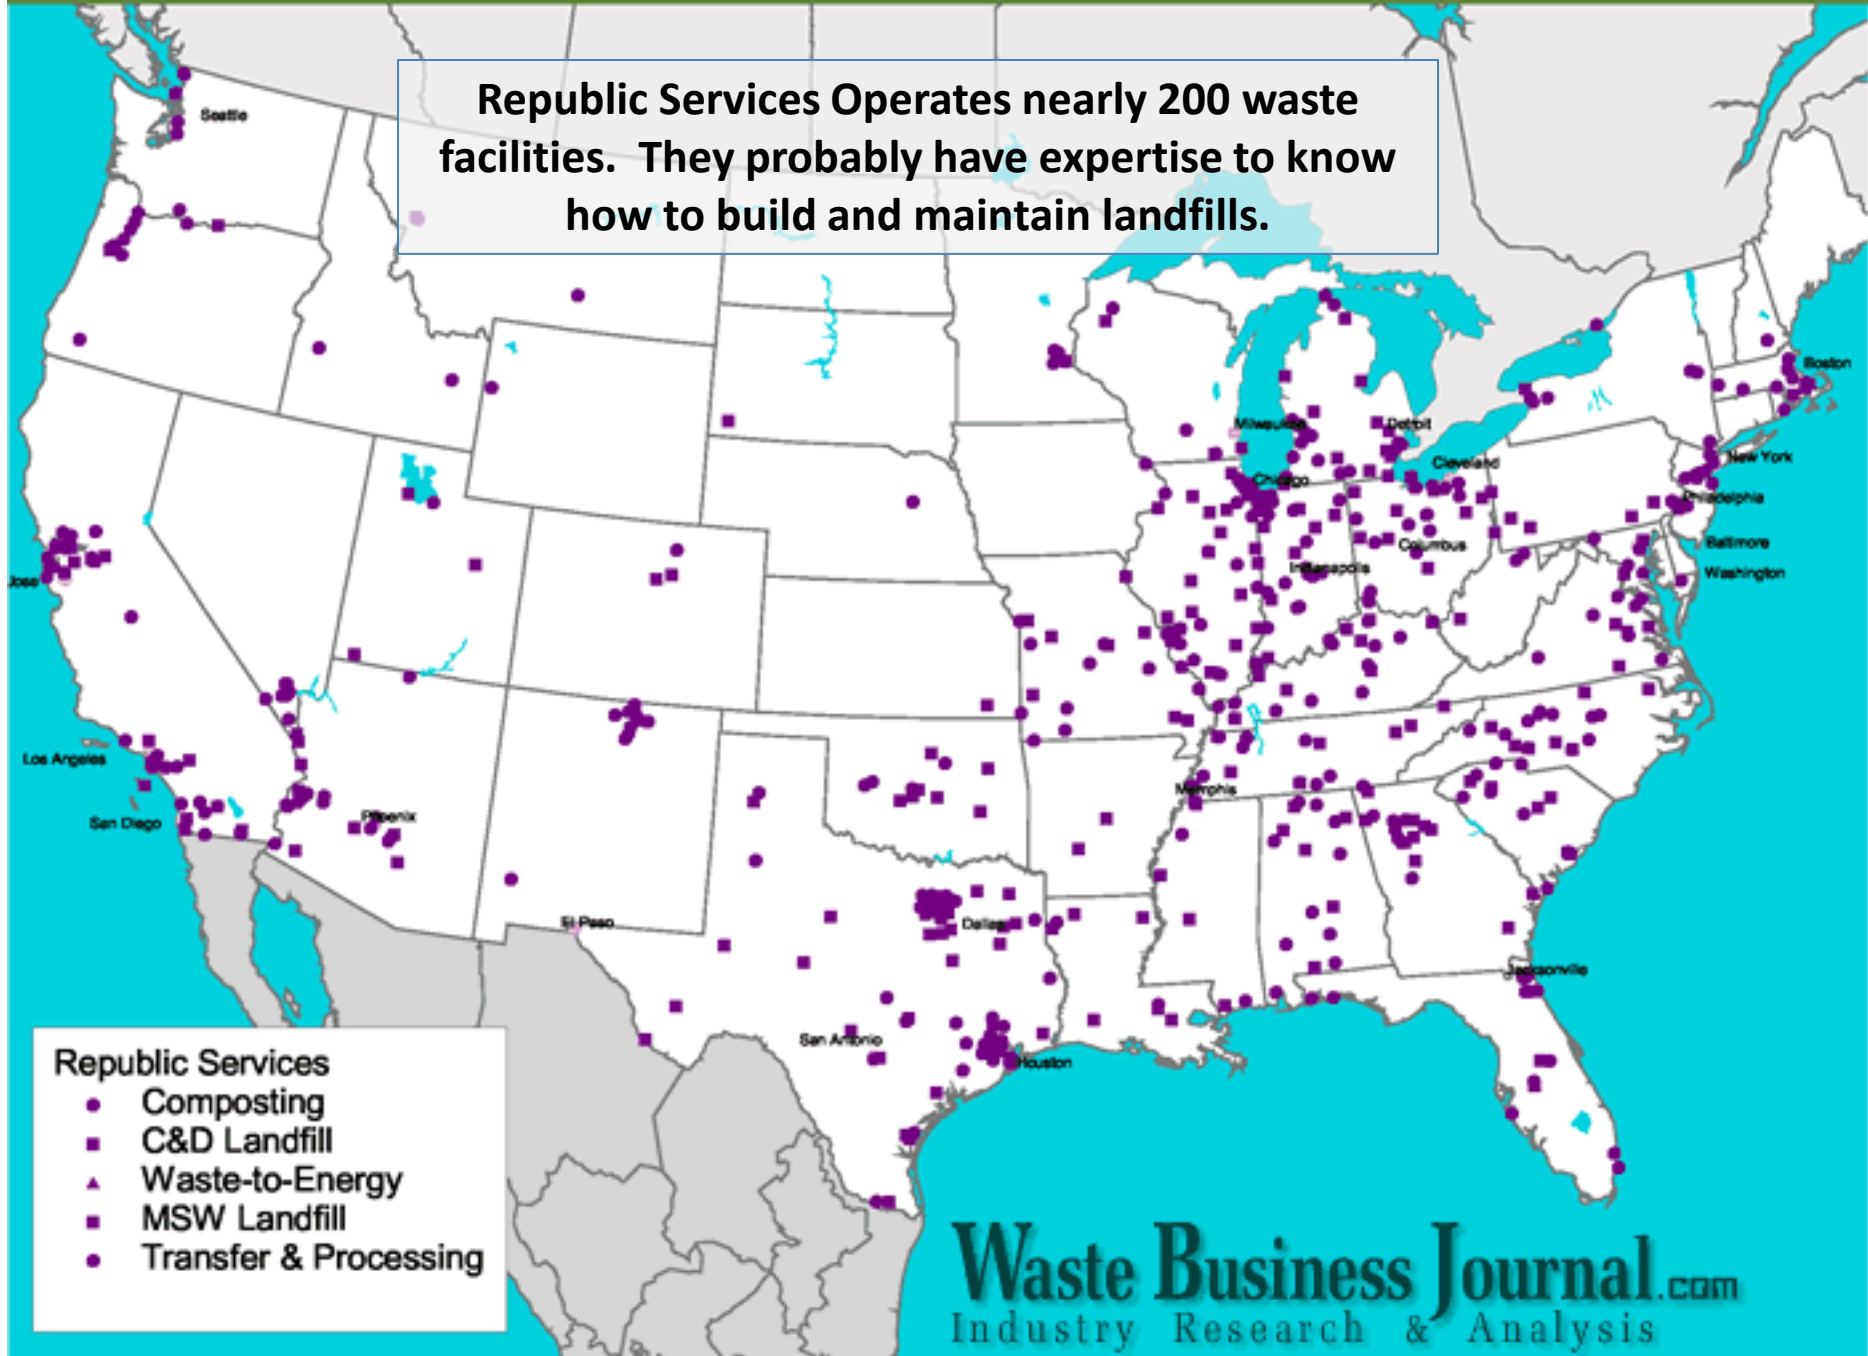 Republic Services Operates nearly 200 waste
facilities.  They probably have expertise to know
how to build and maintain landfills.
Seattle
Boston
Milwaukee
Detroit
Cleveland
New York
Chicago
Philadelphia
Columbus
Baltimore
Indianapolis
Washington
Jose
Los Angeles
Memphis
San Diego
Phoenix
El Paso
Dallas
Jacksonville
San Antonio
Houston
Republic Services
Composting
C&D Landfill
Waste-to-Energy
MSW Landfill
Transfer & Processing
Waste Business Journal.com
Industry Research & Analysis